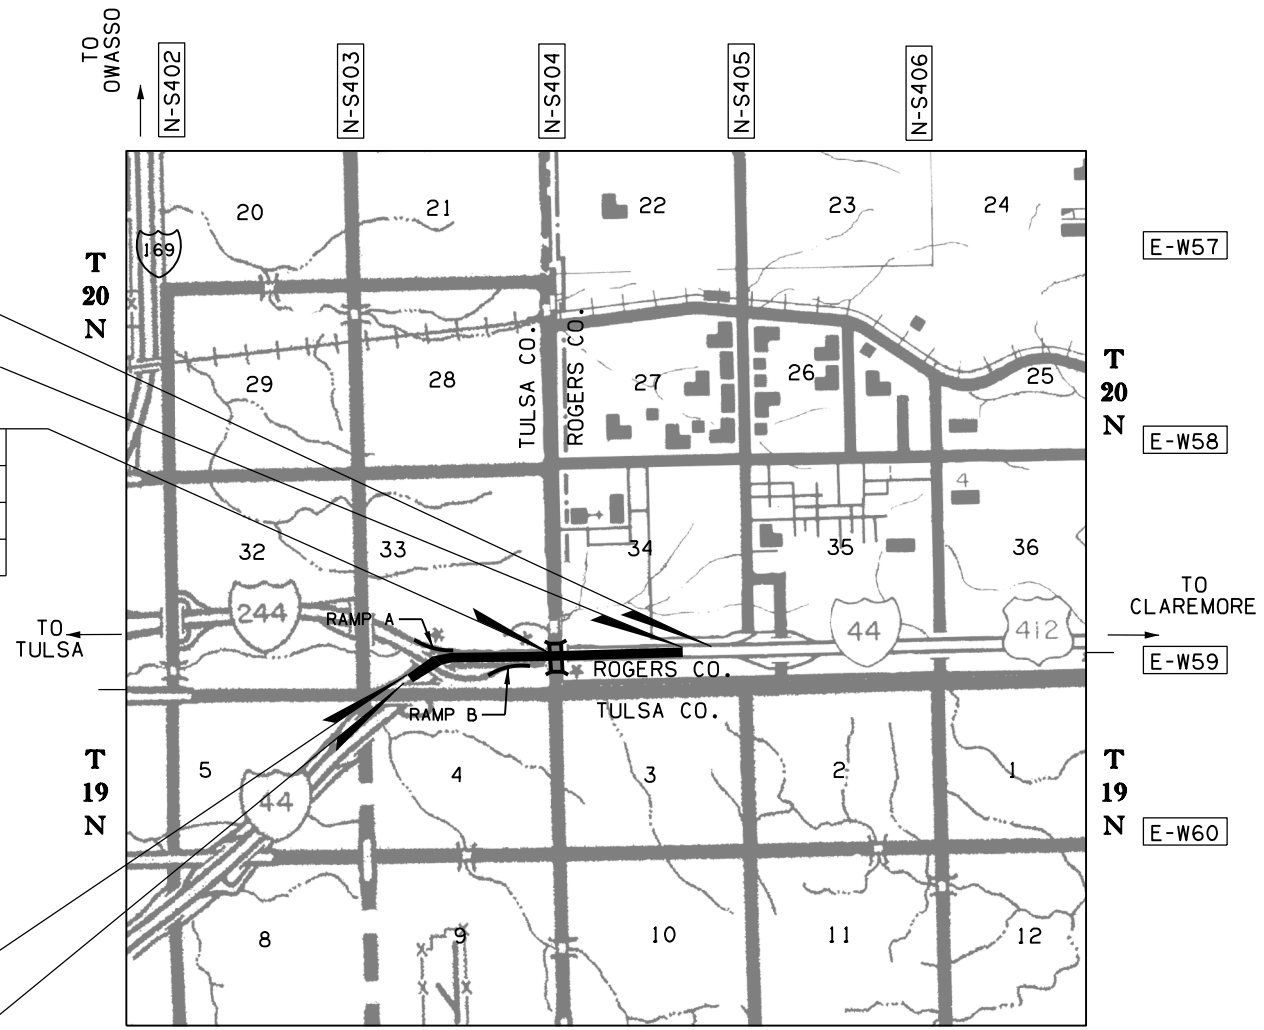 TO
OWASSO
N-S402
N-S403
N-S404
N-S405
N-S406
20
21
22
23
24
169
E-W57
T
20
N
TULSA CO.
ROGERS CO.
29
28
27
26
25
T
20
N
E-W58
4
32
33
34
35
36
244
RAMP A
44
412
TO
CLAREMORE
TO
TULSA
ROGERS CO.
E-W59
RAMP B
TULSA CO.
T
19
N
5
4
3
2
1
T
19
N
44
E-W60
8
9
10
11
12